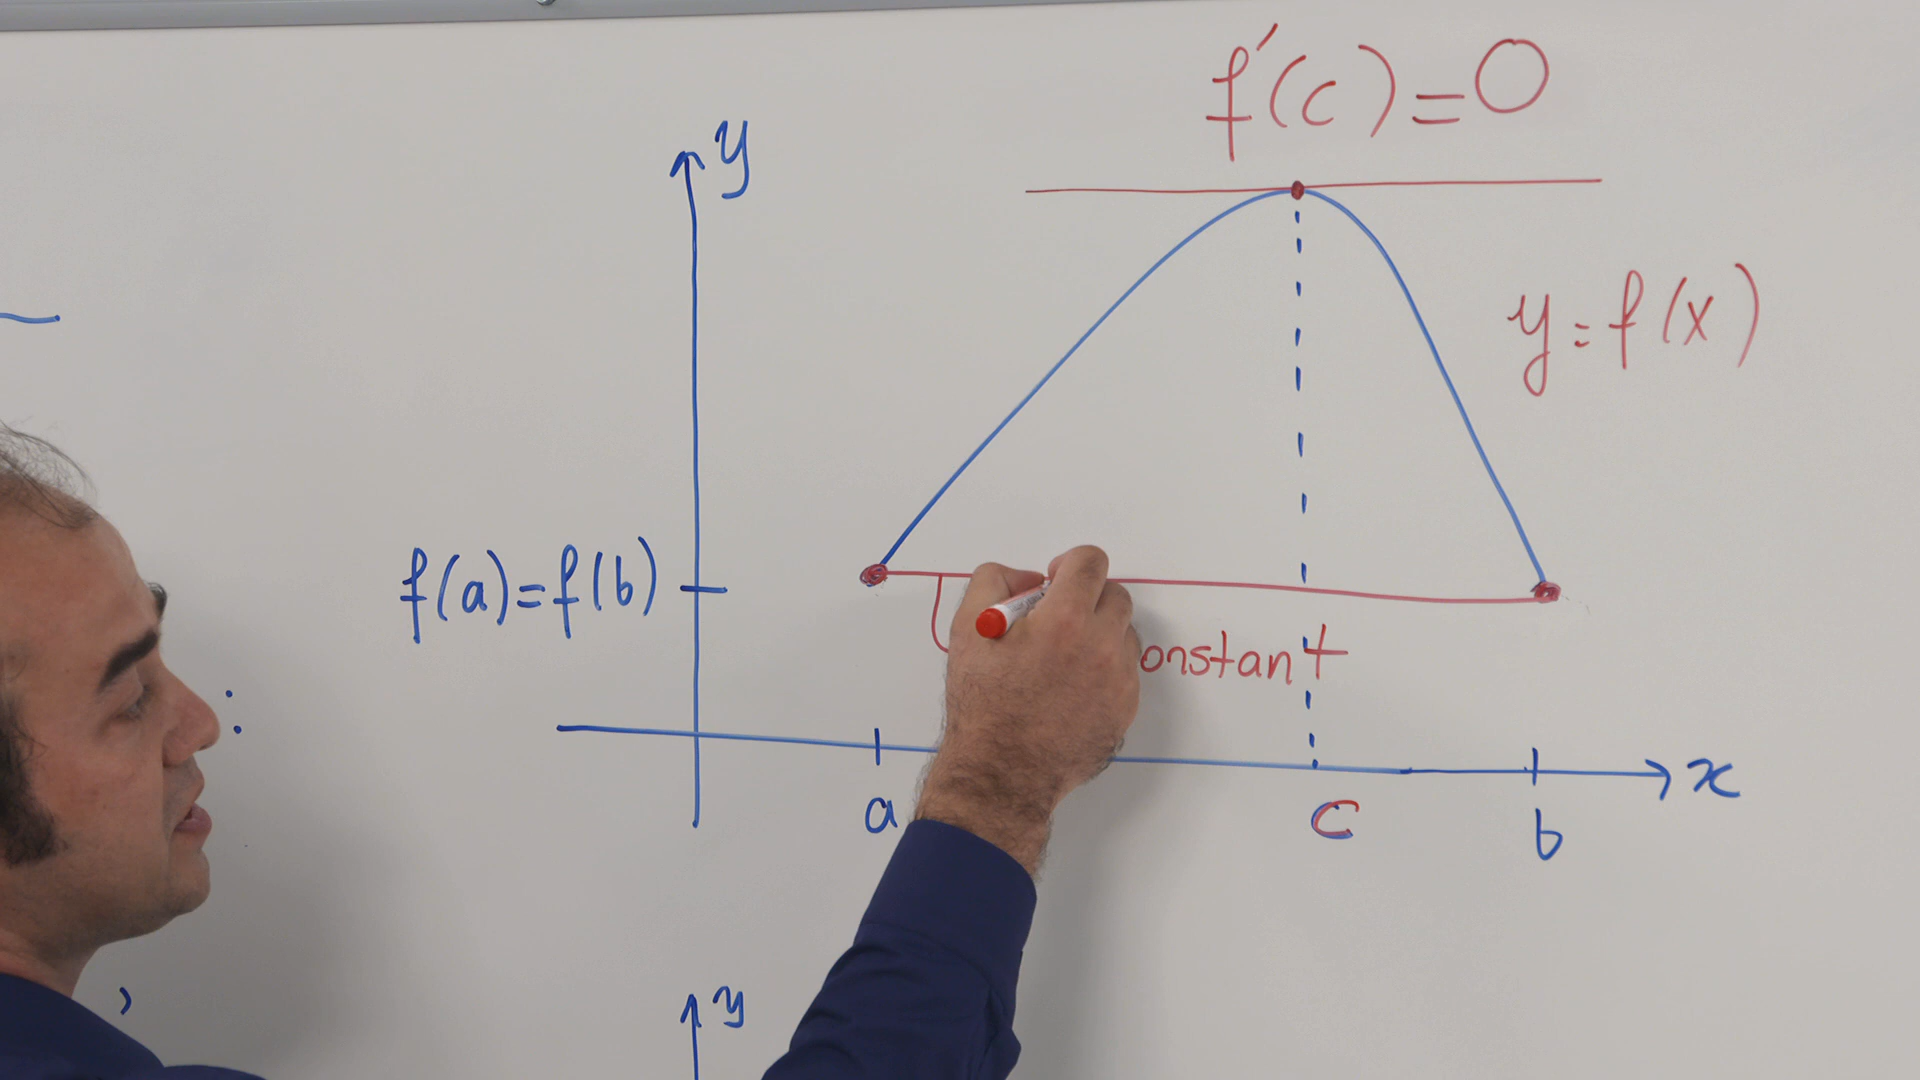 f′(c)=0
y
y=f(x)
f(a)=f(b)
onstant
x
a
c
b
y